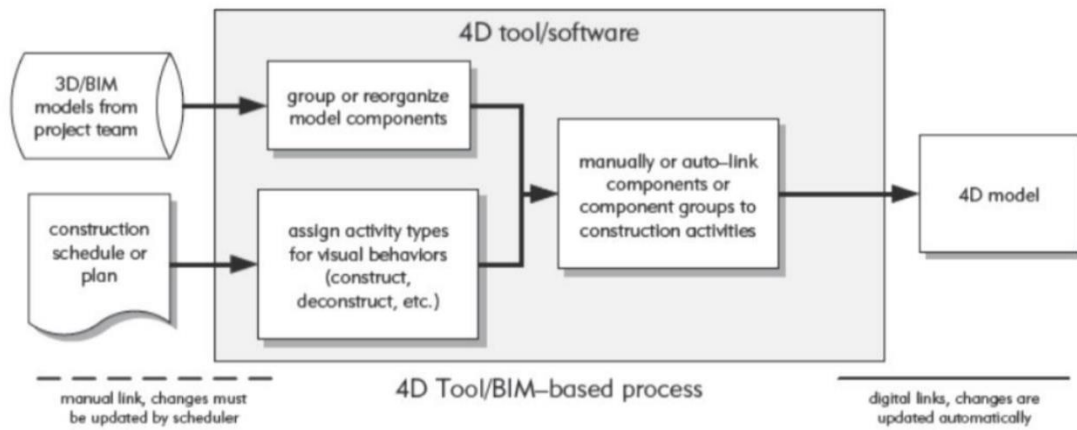 4D tool/software
3D/BIM
models from
project team
group or reorganize
model components
manually or auto–link
components or
component groups to
construction activities
4D model
construction
schedule or
plan
assign activity types
for visual behaviors
(construct,
deconstruct, etc.)
4D Tool/BIM–based process
manual link, changes must
be updated by scheduler
digital links, changes are
updated automatically